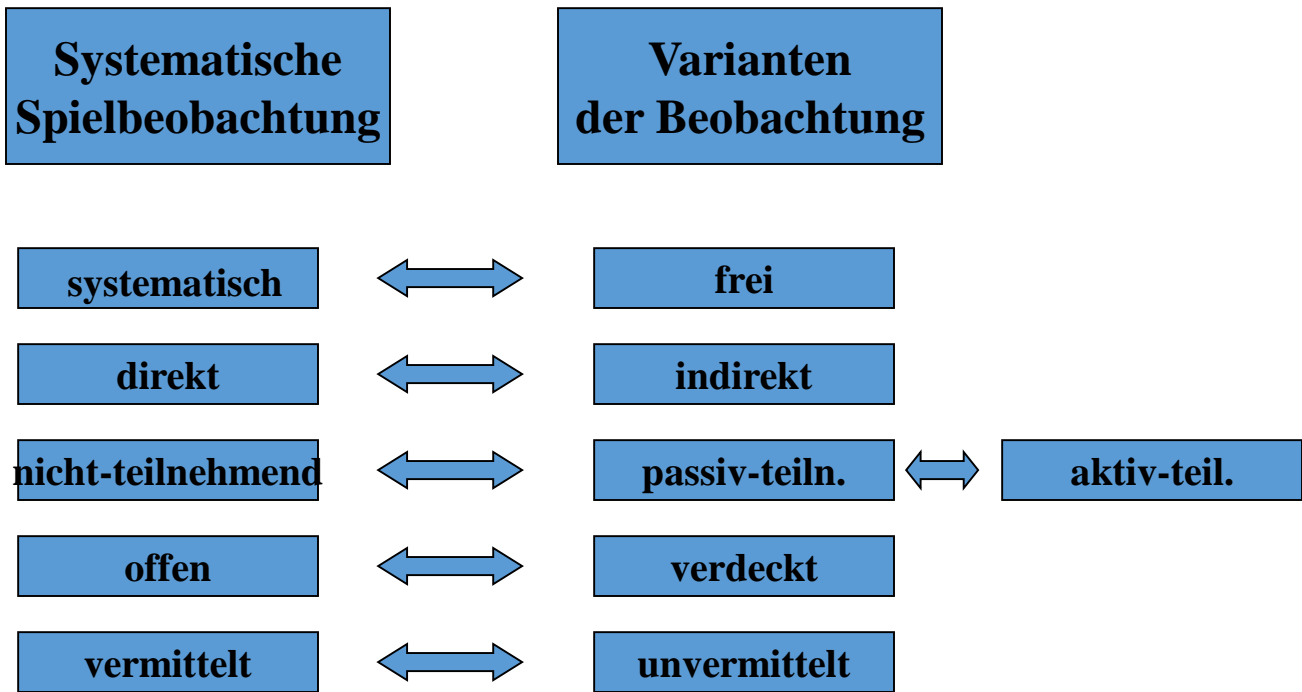 Systematische
Spielbeobachtung
Varianten
der Beobachtung
systematisch
frei
direkt
indirekt
nicht-teilnehmend
passiv-teiln.
aktiv-teil.
offen
verdeckt
vermittelt
unvermittelt